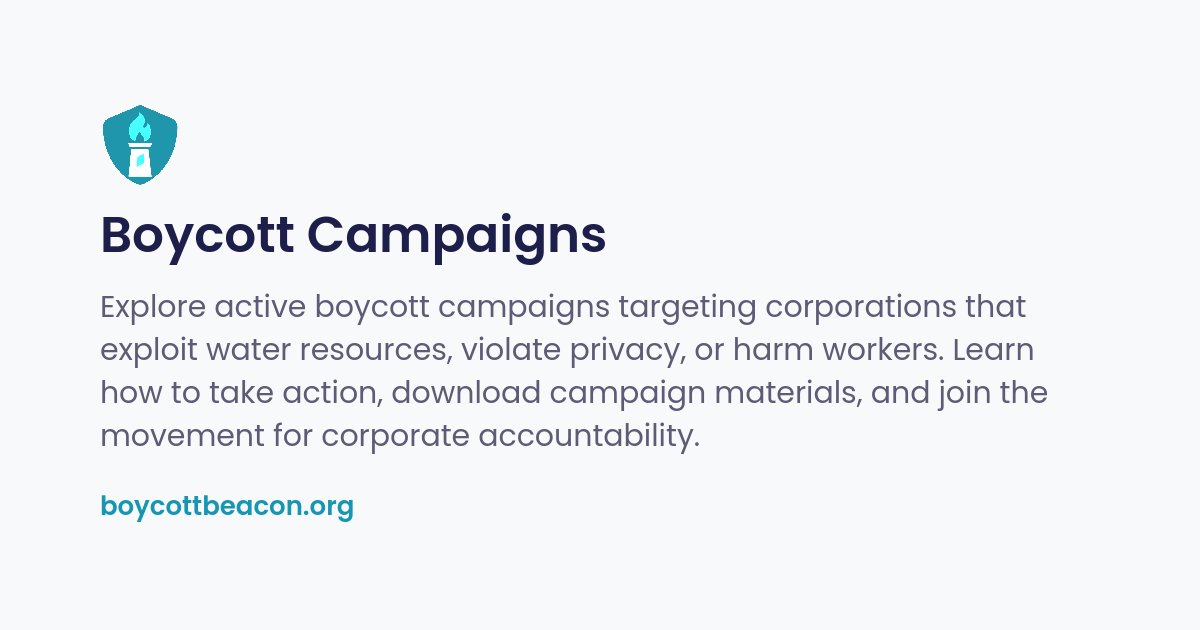 Boycott Campaigns
Explore active boycott campaigns targeting corporations that
exploit water resources, violate privacy, or harm workers. Learn
how to take action, download campaign materials, and join the
movement for corporate accountability.
boycottbeacon.org